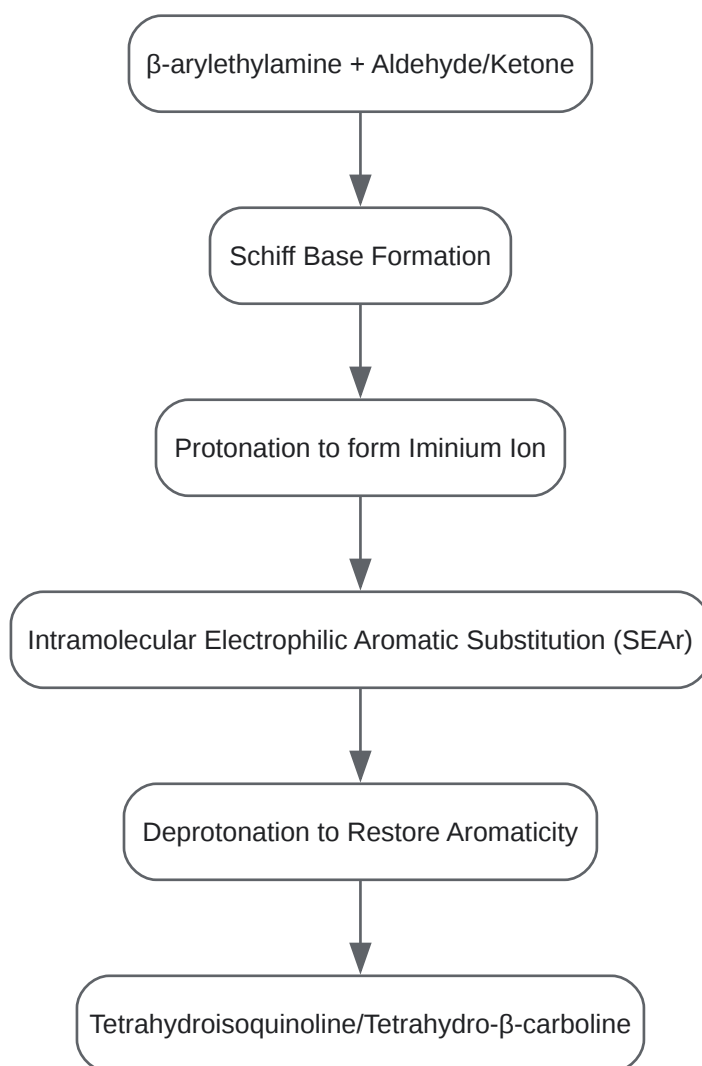 β-arylethylamine + Aldehyde/Ketone
Schiff Base Formation
Protonation to form Iminium Ion
Intramolecular Electrophilic Aromatic Substitution (SEAr)
Deprotonation to Restore Aromaticity
Tetrahydroisoquinoline/Tetrahydro-β-carboline